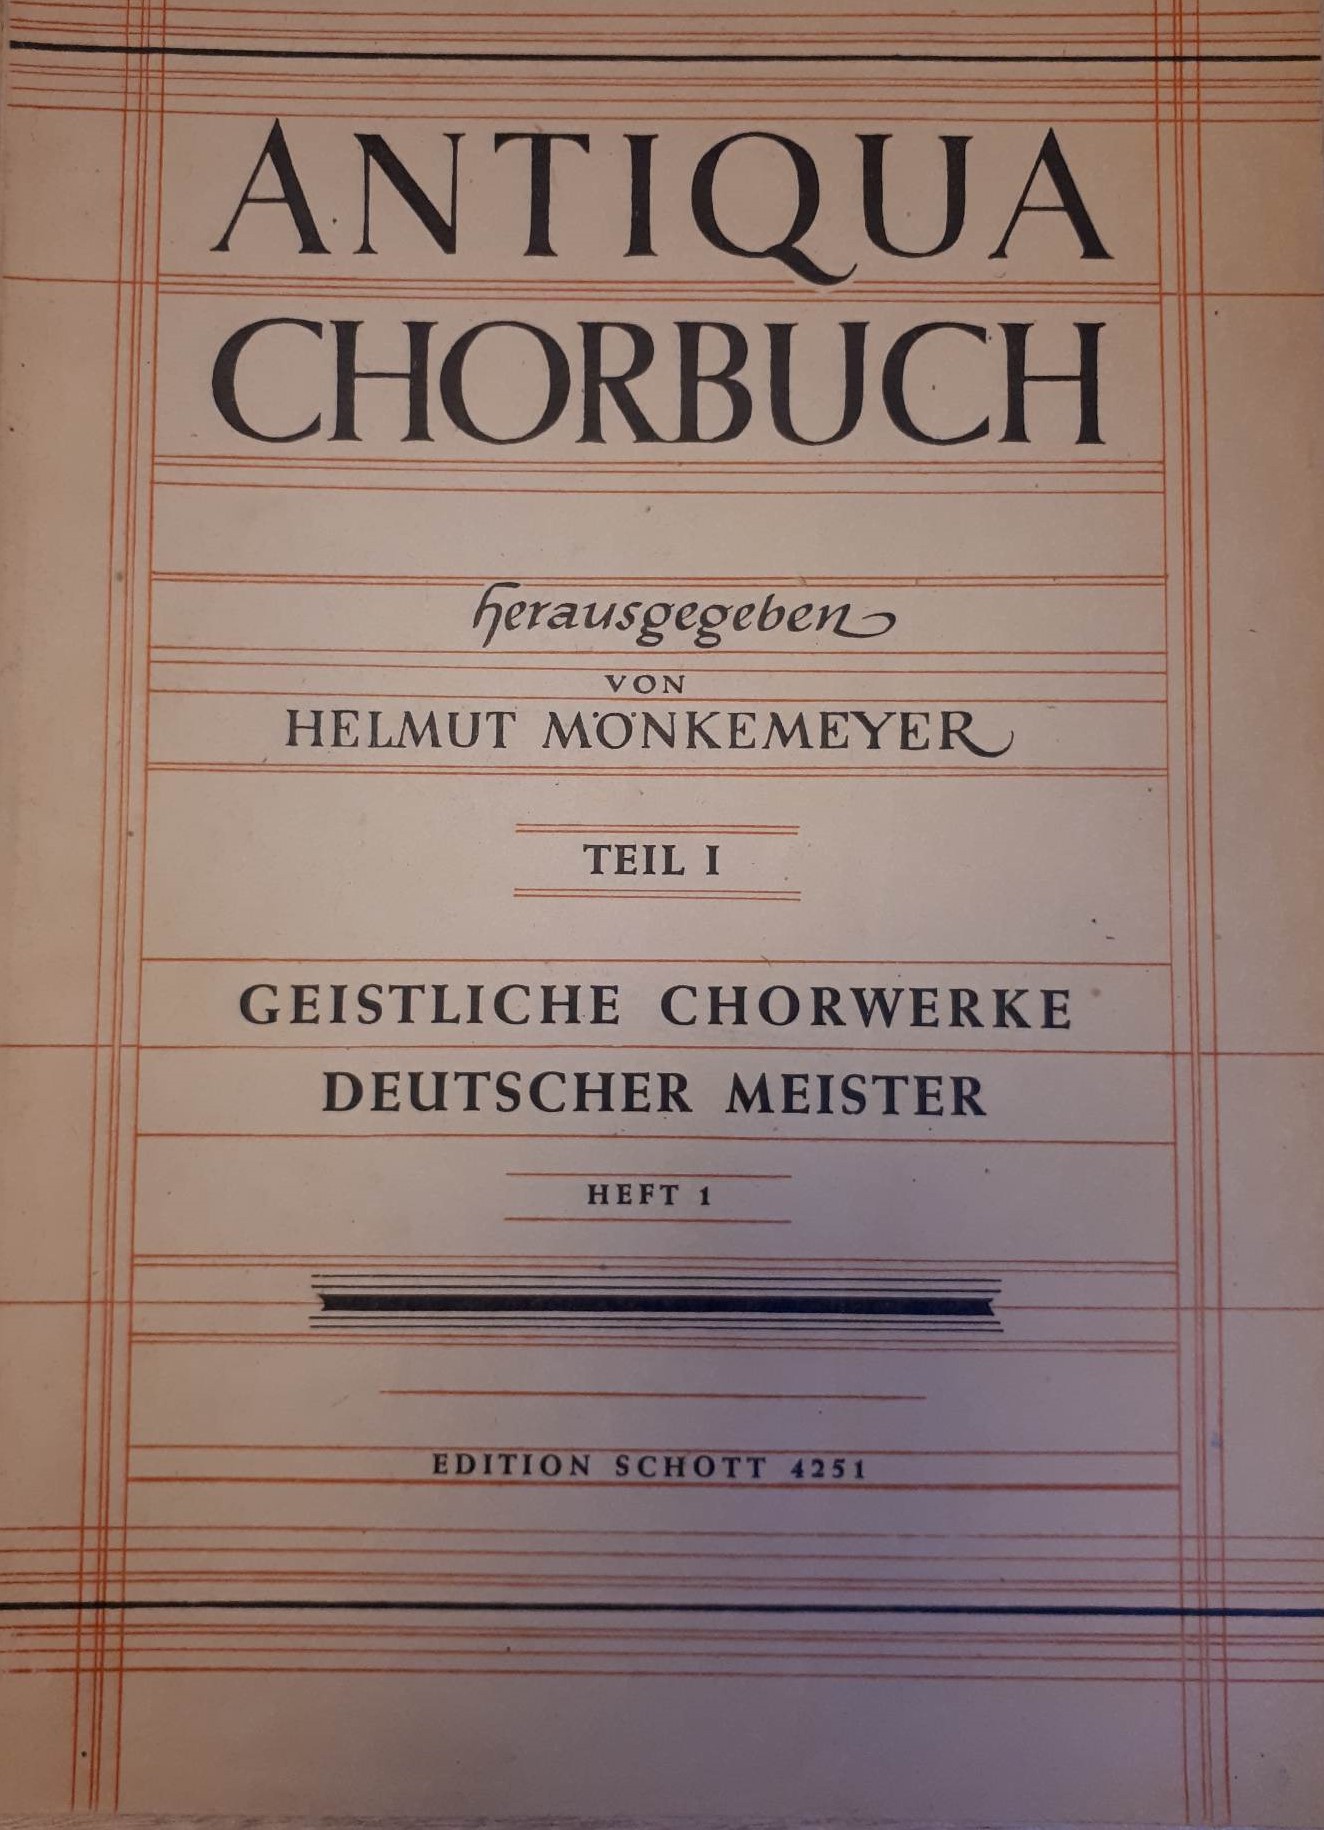 ANTIQUA
CHORBUCH
herausgegeben
VON
HELMUT MÖNKEMEYER
TEIL I
GEISTLICHE CHORWERKE
DEUTSCHER MEISTER
HEFT 1
EDITION SCHOTT 4251